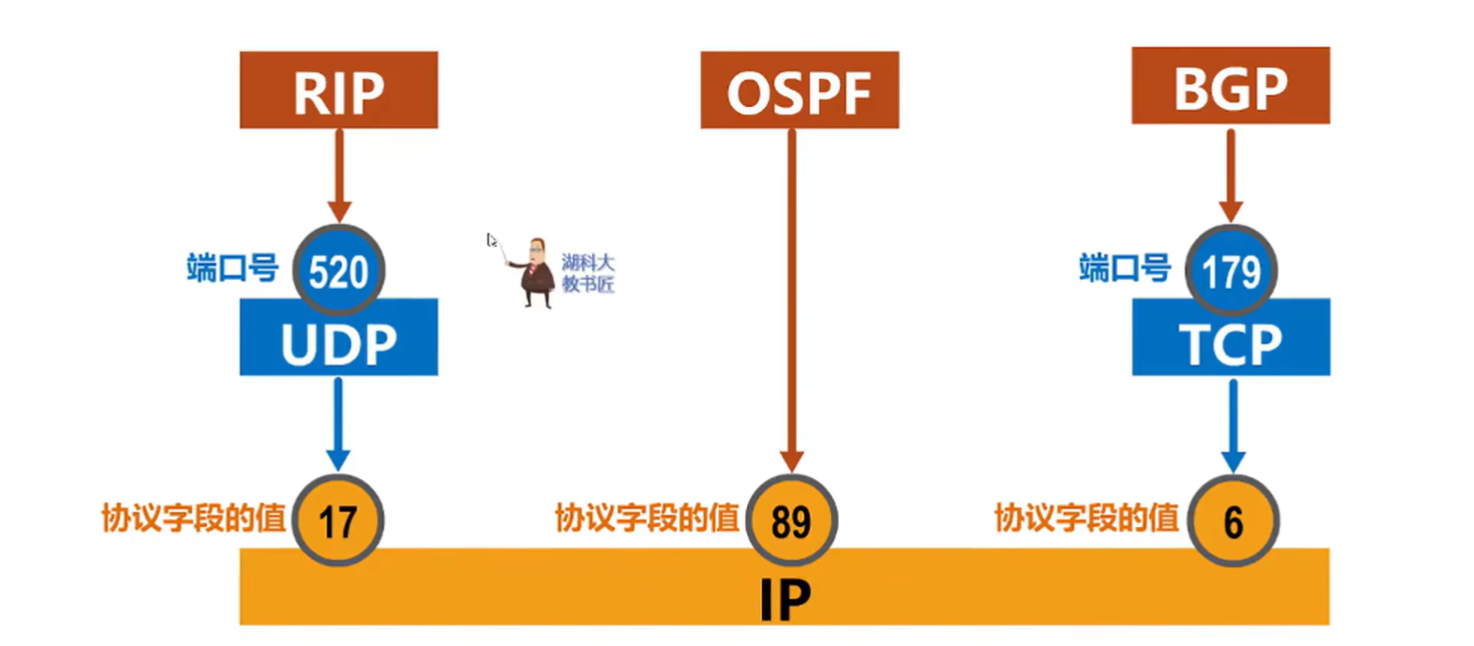 RIP
OSPF
BGP
端口号
520
湖科大
教书匠
端口号
179
UDP
TCP
协议字段的值
17
协议字段的值
89
协议字段的值
6
IP